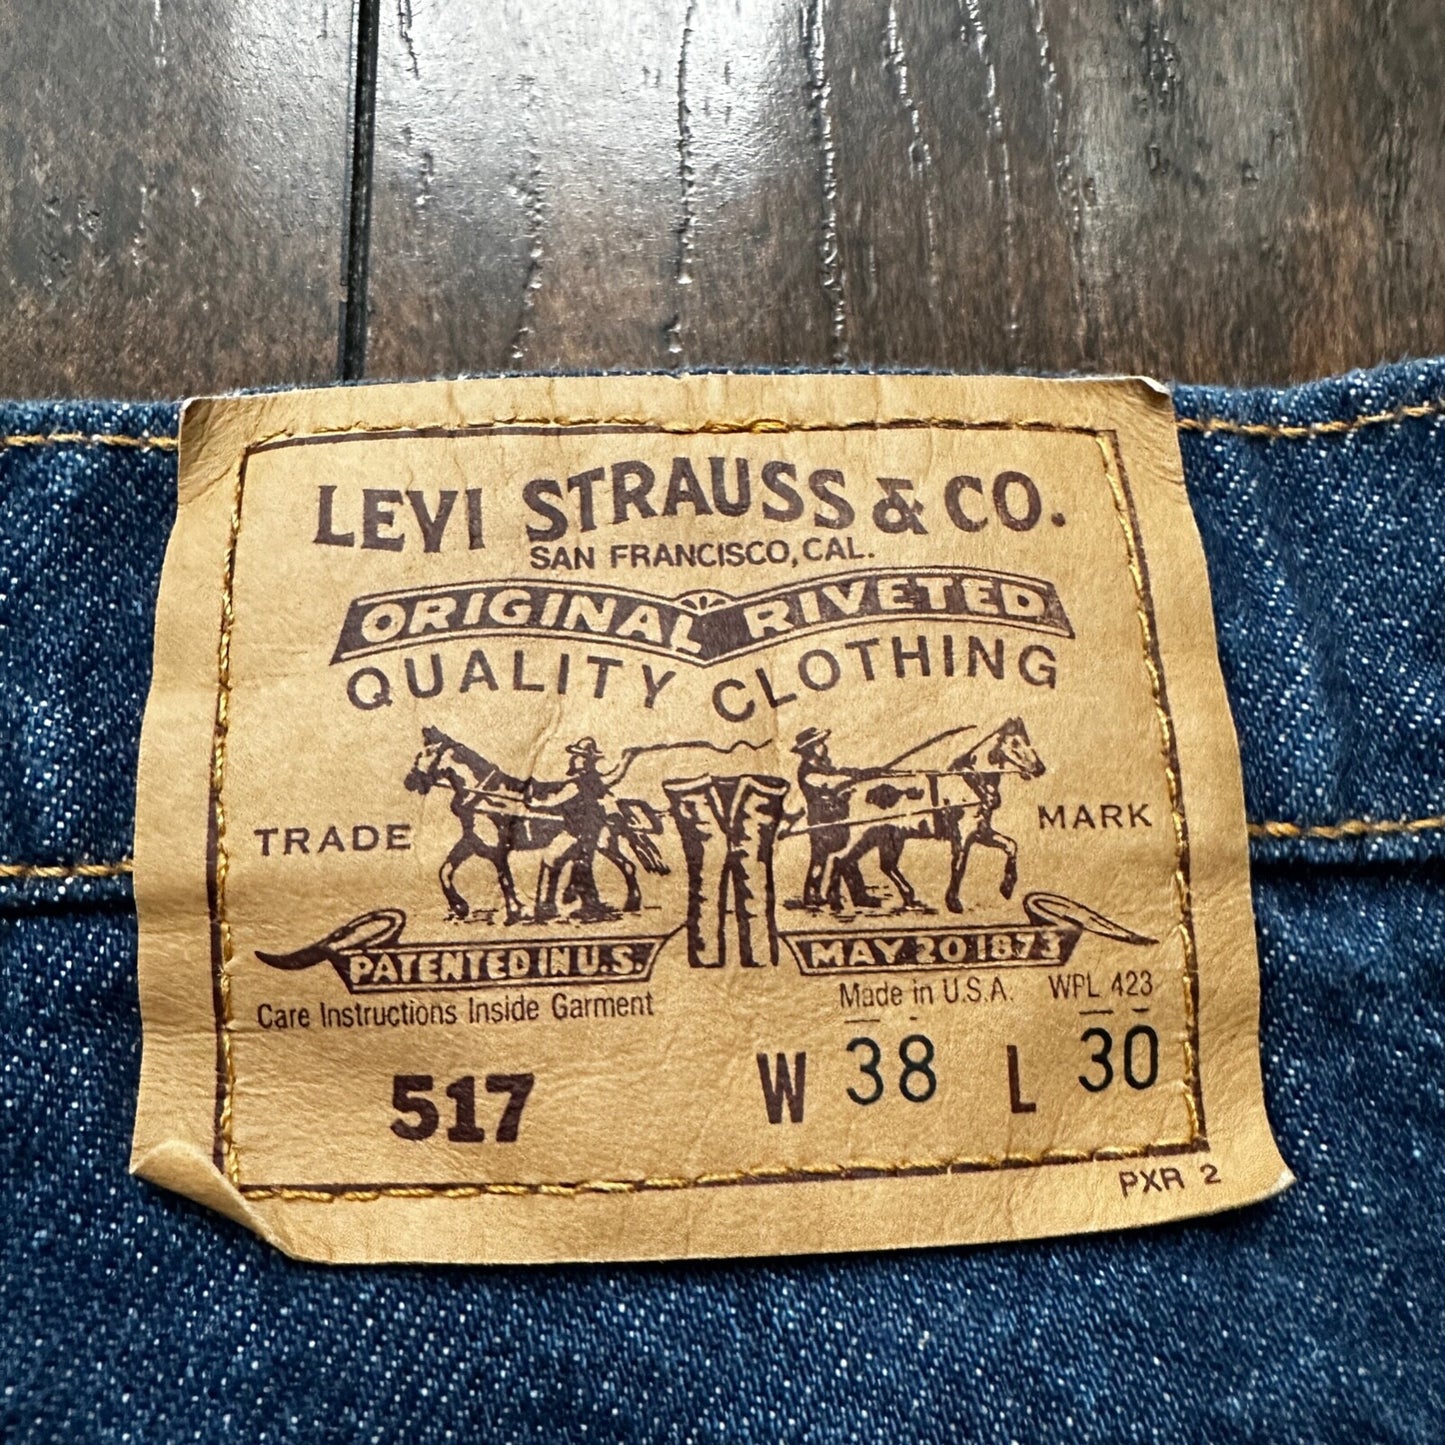 LEVI STRAUSS & CO.
SAN FRANCISCO, CAL.
ORIGINAL RIVETED
QUALITY CLOTHING
TRADE MARK
PATENTED IN U.S. MAY 20 1873
Care Instructions Inside Garment Made in U.S.A. WPL 423
517 W 38 L 30
PXR 2